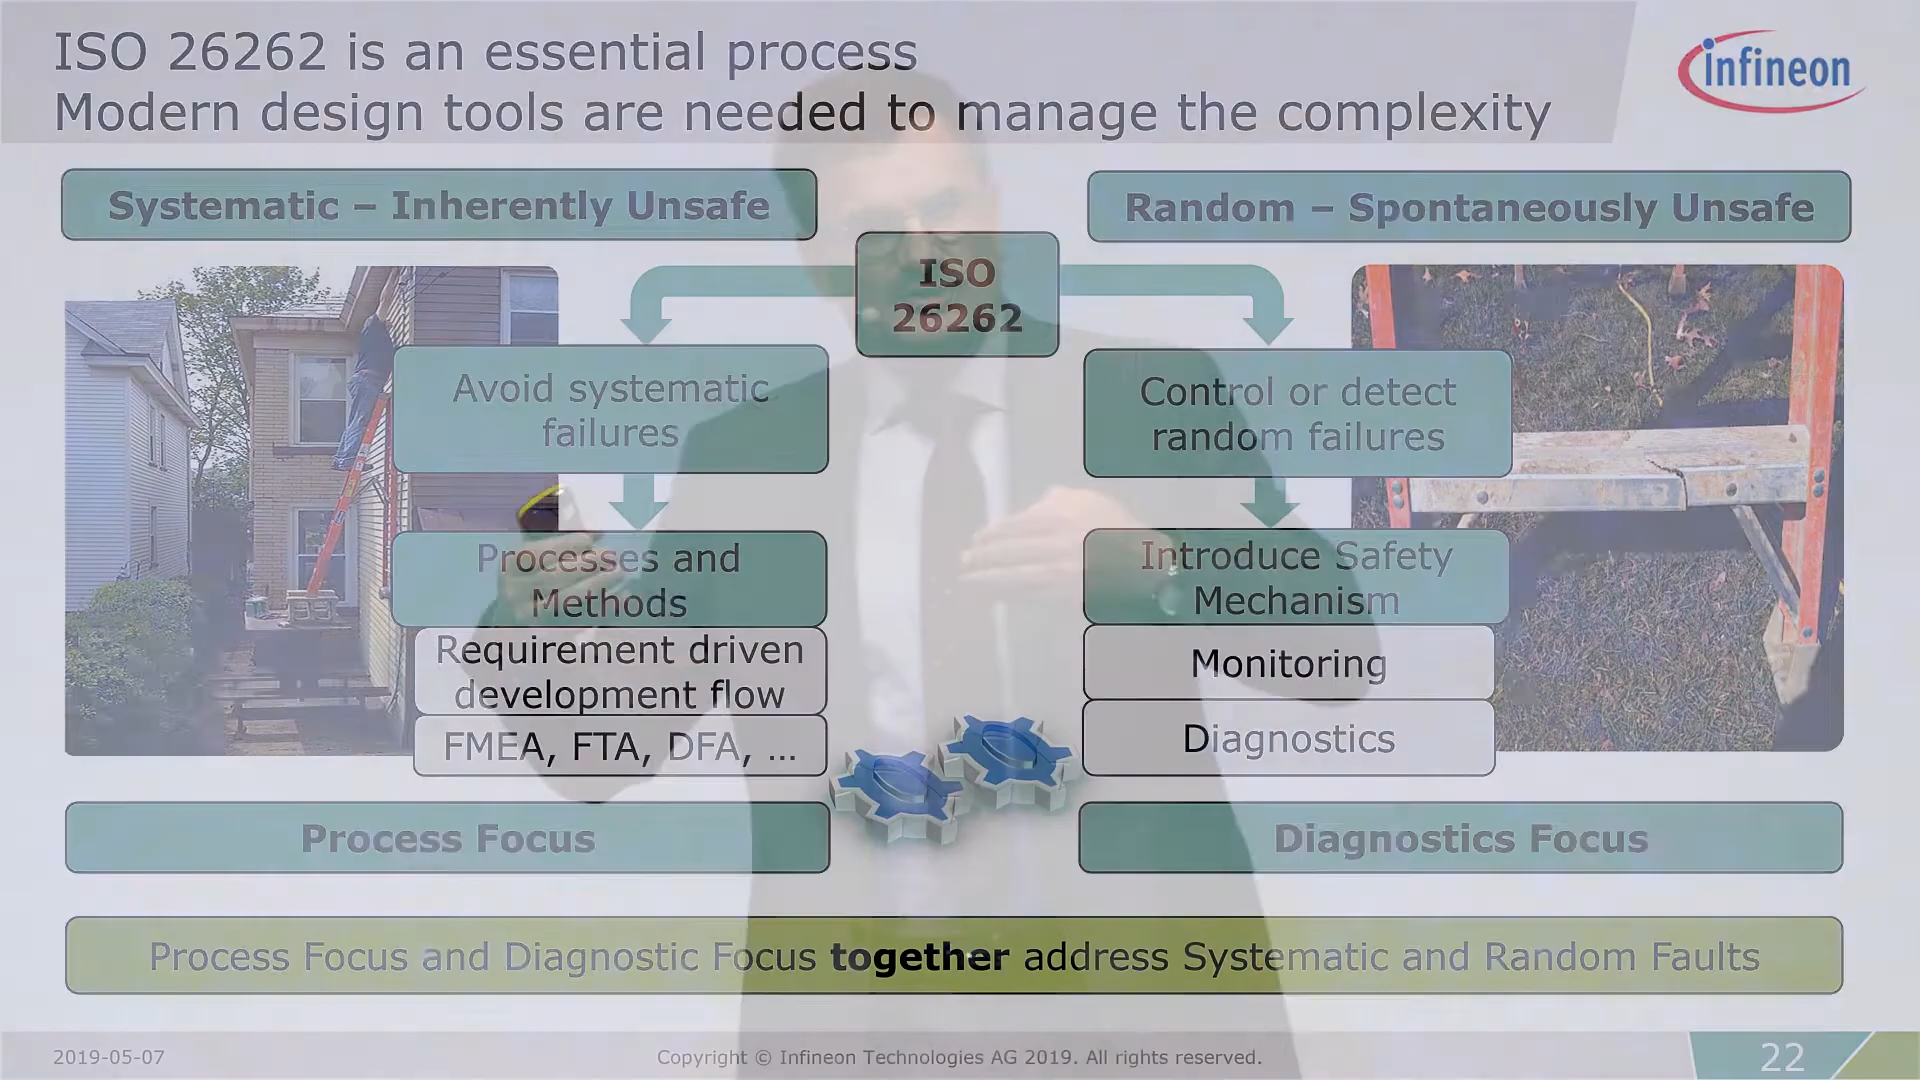 ISO 26262 is an essential process
Modern design tools are needed to manage the complexity
infineon
Systematic – Inherently Unsafe
Random – Spontaneously Unsafe
ISO
26262
Avoid systematic
failures
Control or detect
random failures
Processes and
Methods
Introduce Safety
Mechanism
Requirement driven
development flow
Monitoring
FMEA, FTA, DFA, ...
Diagnostics
Process Focus
Diagnostics Focus
Process Focus and Diagnostic Focus together address Systematic and Random Faults
2019-05-07
Copyright © Infineon Technologies AG 2019. All rights reserved.
22